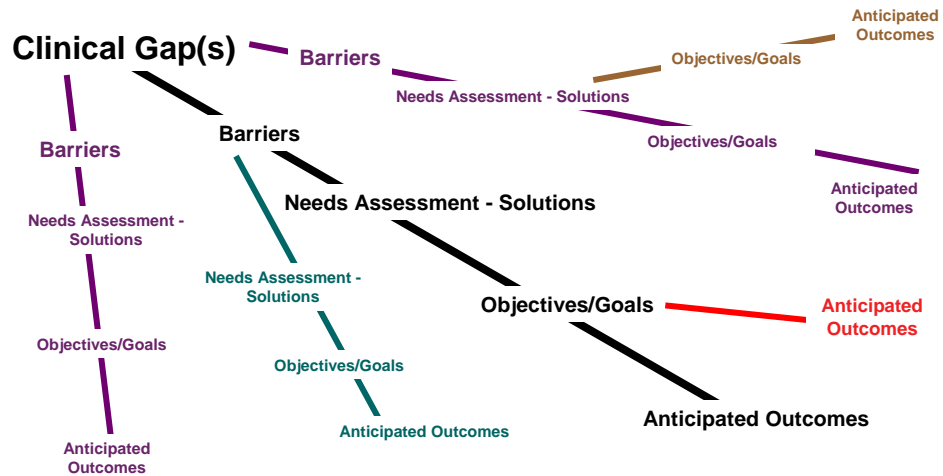 Clinical Gap(s)
Barriers
Needs Assessment - Solutions
Objectives/Goals
Anticipated
Outcomes
Objectives/Goals
Anticipated
Outcomes
Barriers
Needs Assessment - Solutions
Objectives/Goals
Anticipated
Outcomes
Anticipated Outcomes
Needs Assessment -
Solutions
Objectives/Goals
Anticipated Outcomes
Barriers
Needs Assessment -
Solutions
Objectives/Goals
Anticipated
Outcomes